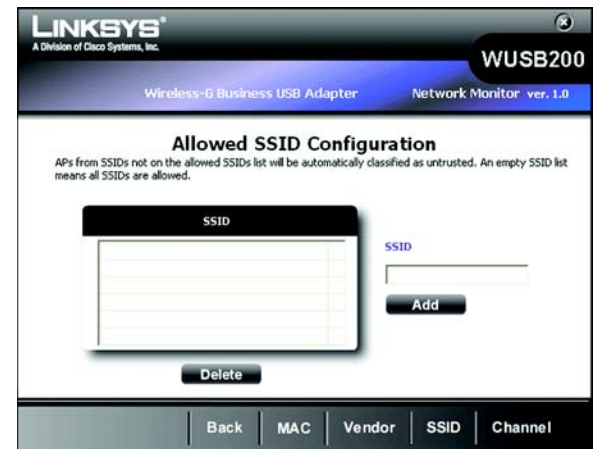 LINKSYS®
A Division of Cisco Systems, Inc.
WUSB200
Wireless-G Business USB Adapter
Network Monitor ver. 1.0
Allowed SSID Configuration
APs from SSIDs not on the allowed SSIDs list will be automatically classified as untrusted. An empty SSID list
means all SSIDs are allowed.
SSID
SSID
Add
Delete
Back
MAC
Vendor
SSID
Channel